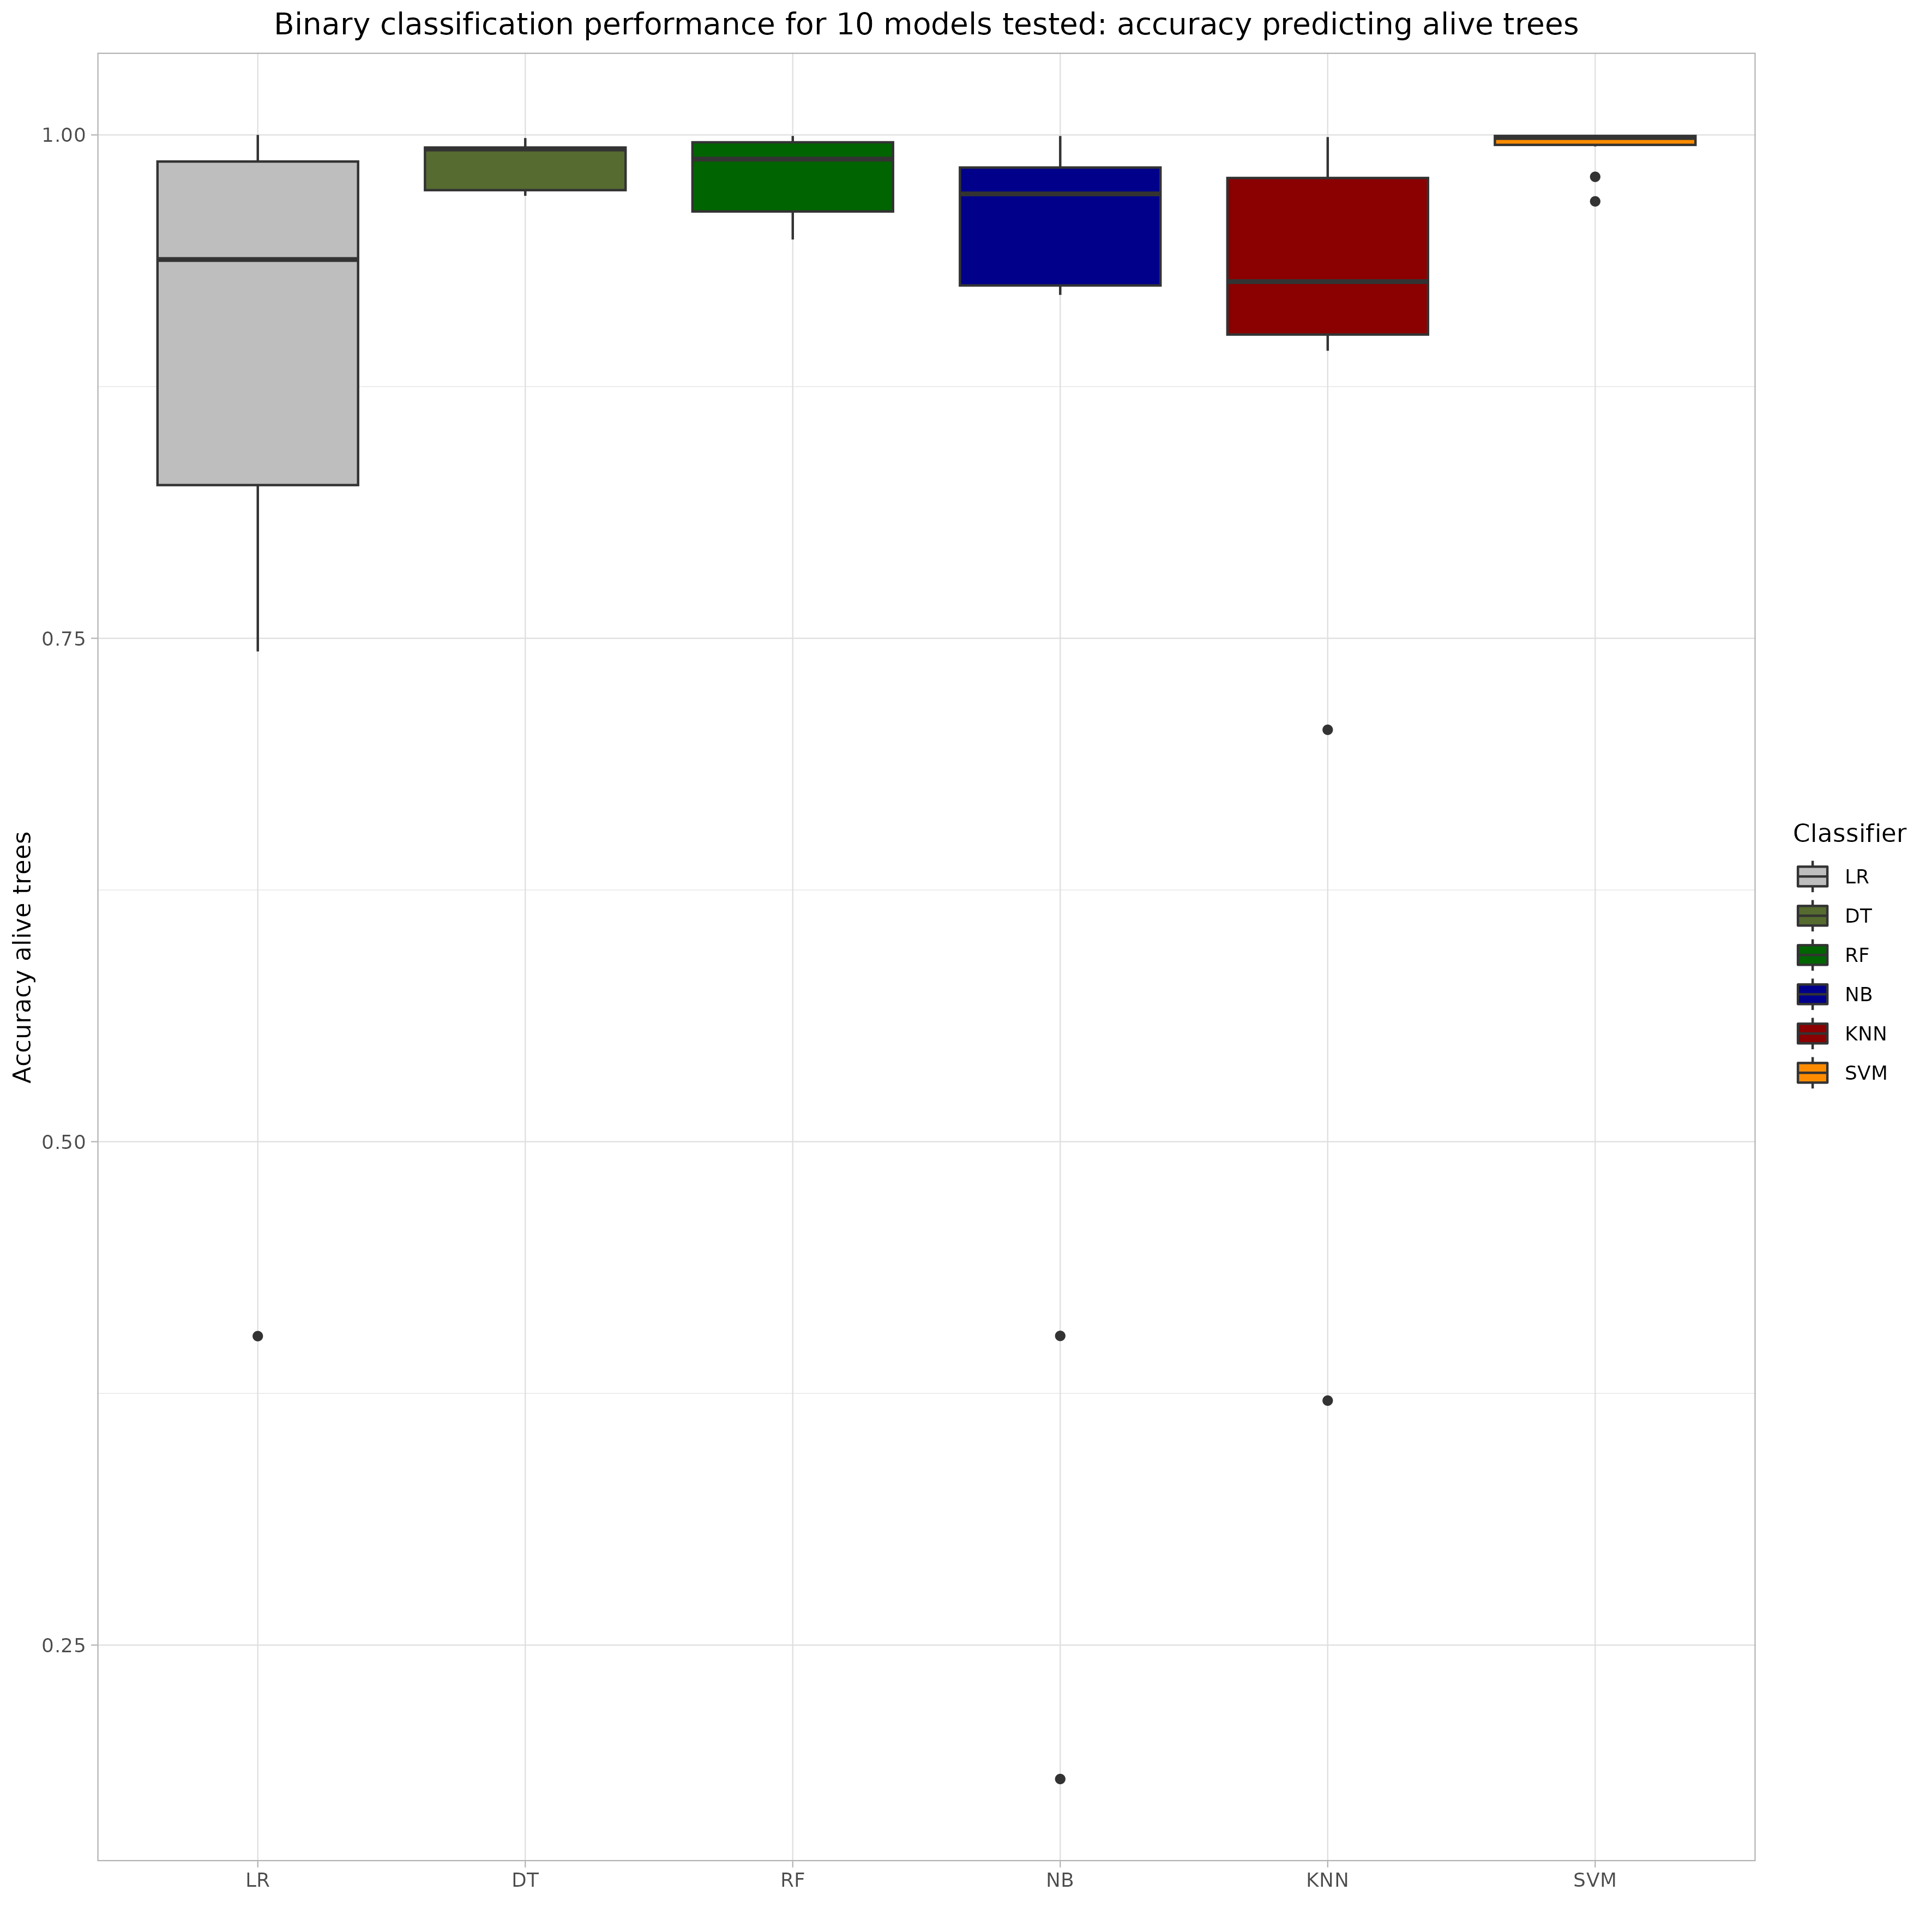 Binary classification performance for 10 models tested: accuracy predicting alive trees
Accuracy alive trees
1.00
0.75
0.50
0.25
LR
DT
RF
NB
KNN
SVM
Classifier
LR
DT
RF
NB
KNN
SVM